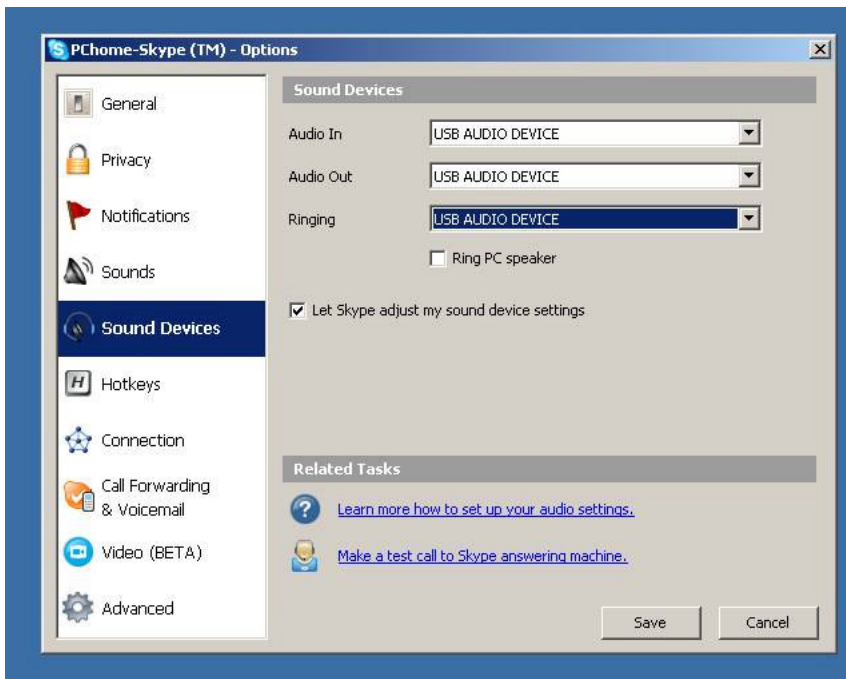 PChome-Skype (TM) - Options
General
Privacy
Notifications
Sounds
Sound Devices
Hotkeys
Connection
Call Forwarding
& Voicemail
Video (BETA)
Advanced
Sound Devices
Audio In
USB AUDIO DEVICE
Audio Out
USB AUDIO DEVICE
Ringing
USB AUDIO DEVICE
Ring PC speaker
Let Skype adjust my sound device settings
Related Tasks
Learn more how to set up your audio settings.
Make a test call to Skype answering machine.
Save
Cancel